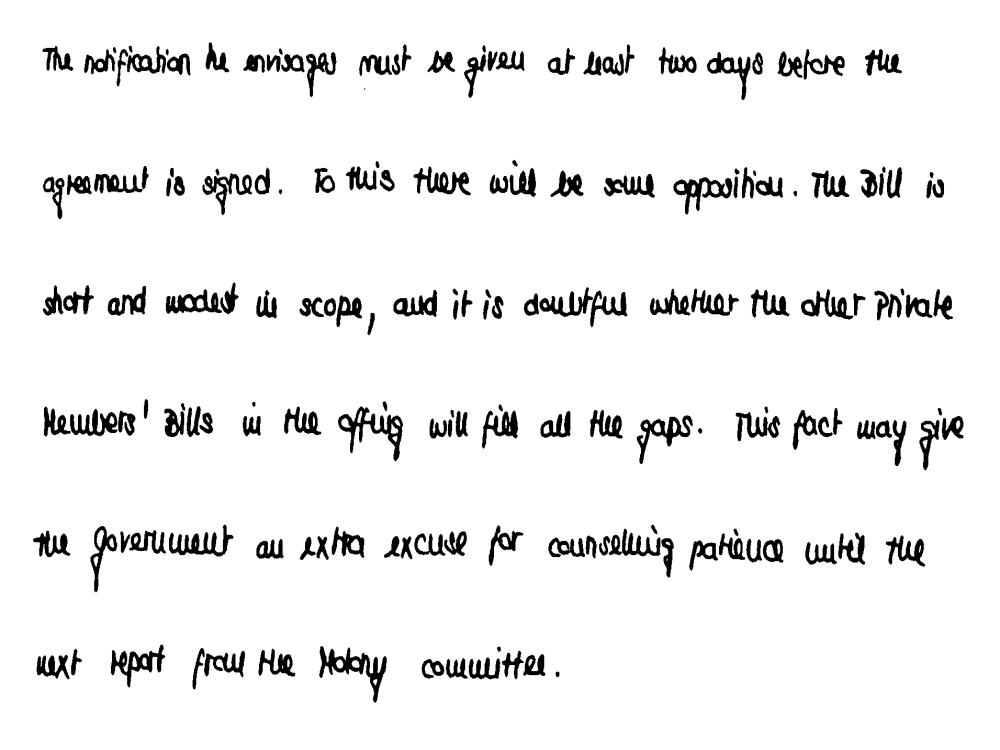 The notification he envisages must be given at least two days before the
agreement is signed. To this there will be some opposition. The Bill is
short and modest in scope, and it is doubtful whether the other Private
Members' Bills in the offing will fill all the gaps. This fact may give
the Government an extra excuse for counselling patience until the
next report from the Molony committee.